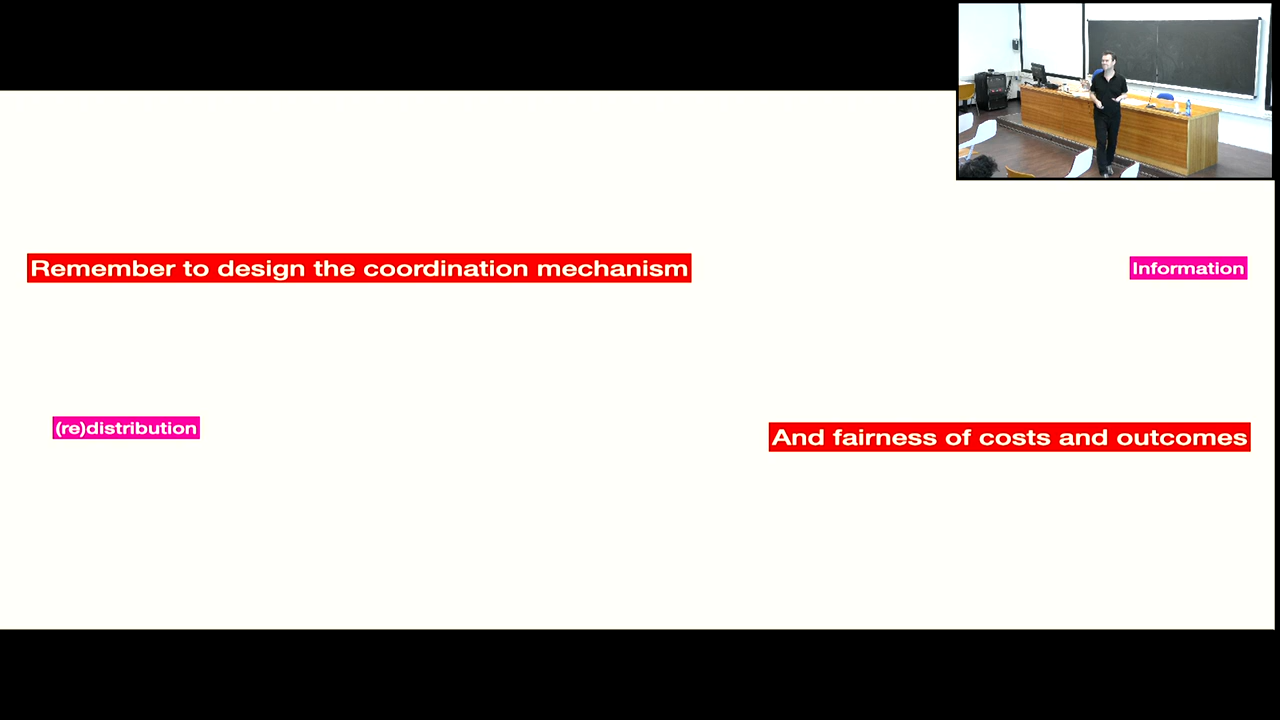 Remember to design the coordination mechanism
Information
(re)distribution
And fairness of costs and outcomes